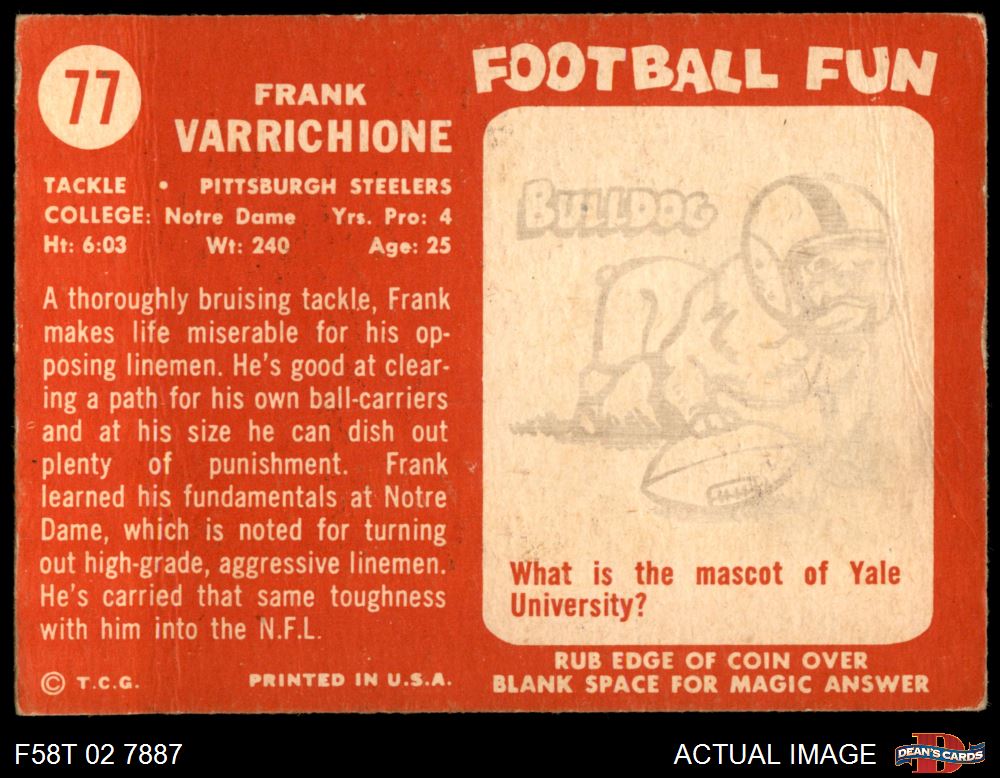 77
FRANK
VARRICHIONE
TACKLE • PITTSBURGH STEELERS
COLLEGE: Notre Dame Yrs. Pro: 4
Ht: 6:03 Wt: 240 Age: 25
A thoroughly bruising tackle, Frank
makes life miserable for his op-
posing linemen. He's good at clear-
ing a path for his own ball-carriers
and at his size he can dish out
plenty of punishment. Frank
learned his fundamentals at Notre
Dame, which is noted for turning
out high-grade, aggressive linemen.
He's carried that same toughness
with him into the N.F.L.
© T.C.G. PRINTED IN U.S.A.
FOOTBALL FUN
BULLDOG
What is the mascot of Yale
University?
RUB EDGE OF COIN OVER
BLANK SPACE FOR MAGIC ANSWER
F58T 02 7887
ACTUAL IMAGE
DEAN'S CARDS